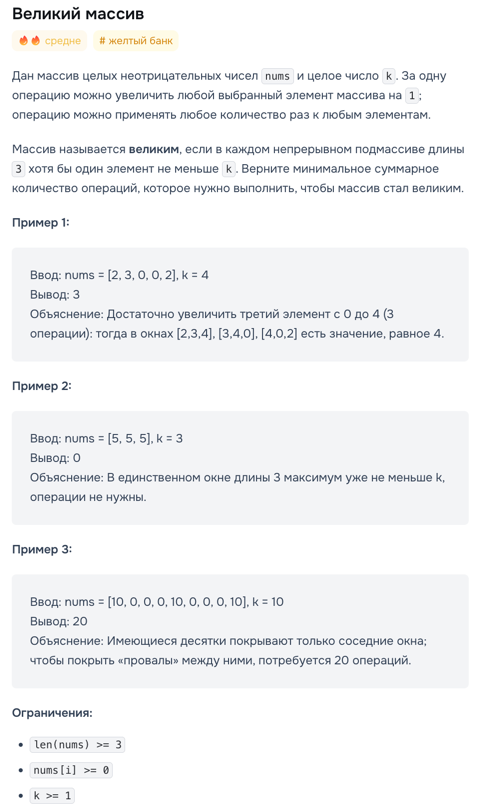 Великий массив
🔥🔥 средне # желтый банк
Дан массив целых неотрицательных чисел nums и целое число k. За одну
операцию можно увеличить любой выбранный элемент массива на 1;
операцию можно применять любое количество раз к любым элементам.
Массив называется великим, если в каждом непрерывном подмассиве длины
3 хотя бы один элемент не меньше k. Верните минимальное суммарное
количество операций, которое нужно выполнить, чтобы массив стал великим.
Пример 1:
Ввод: nums = [2, 3, 0, 0, 2], k = 4
Вывод: 3
Объяснение: Достаточно увеличить третий элемент с 0 до 4 (3
операции): тогда в окнах [2,3,4], [3,4,0], [4,0,2] есть значение, равное 4.
Пример 2:
Ввод: nums = [5, 5, 5], k = 3
Вывод: 0
Объяснение: В единственном окне длины 3 максимум уже не меньше k,
операции не нужны.
Пример 3:
Ввод: nums = [10, 0, 0, 0, 10, 0, 0, 0, 10], k = 10
Вывод: 20
Объяснение: Имеющиеся десятки покрывают только соседние окна;
чтобы покрыть «провалы» между ними, потребуется 20 операций.
Ограничения:
• len(nums) >= 3
• nums[i] >= 0
• k >= 1